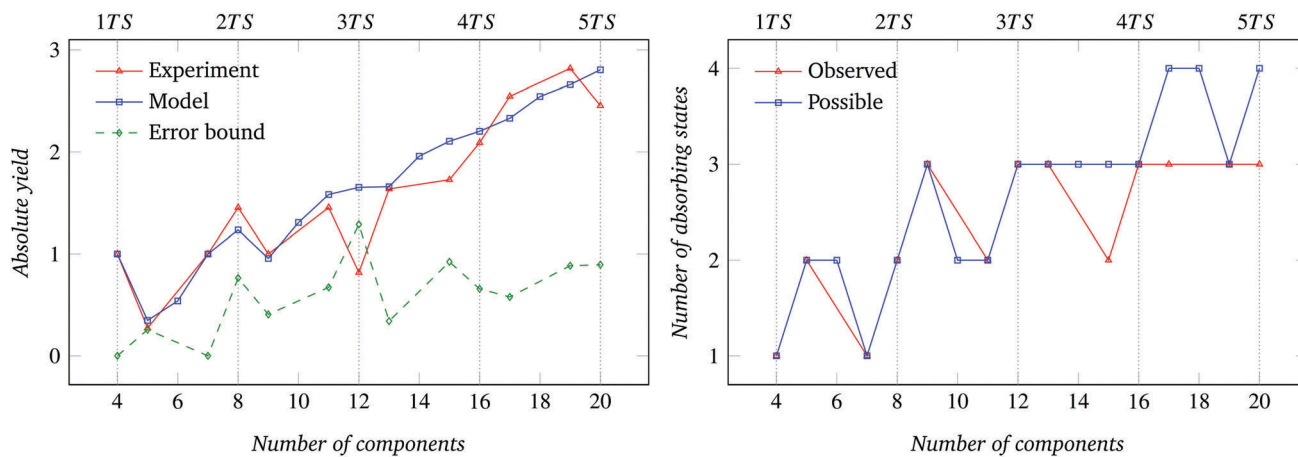 1TS 2TS 3TS 4TS 5TS
3
2
1
0
Absolute yield
Experiment
Model
Error bound
4 6 8 10 12 14 16 18 20
Number of components
1TS 2TS 3TS 4TS 5TS
4
3
2
1
Number of absorbing states
Observed
Possible
4 6 8 10 12 14 16 18 20
Number of components